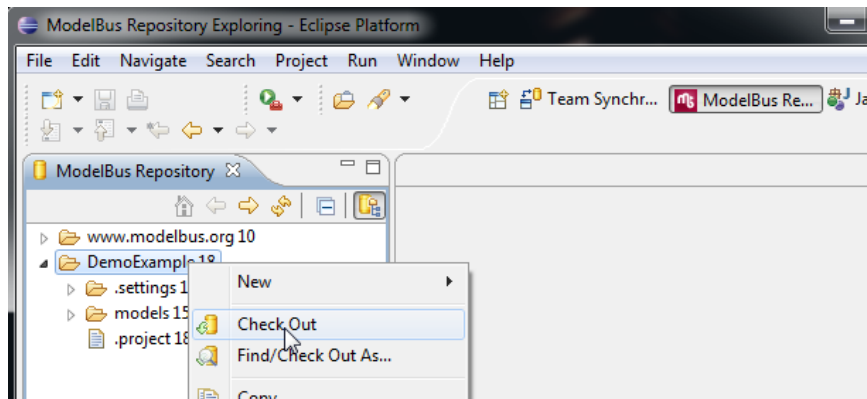 ModelBus Repository Exploring - Eclipse Platform
File Edit Navigate Search Project Run Window Help
Team Synchr... ModelBus Re... Ja
ModelBus Repository
www.modelbus.org 10
DemoExample 18
New
.settings 1
models 15
Check Out
.project 18
Find/Check Out As...
Copy